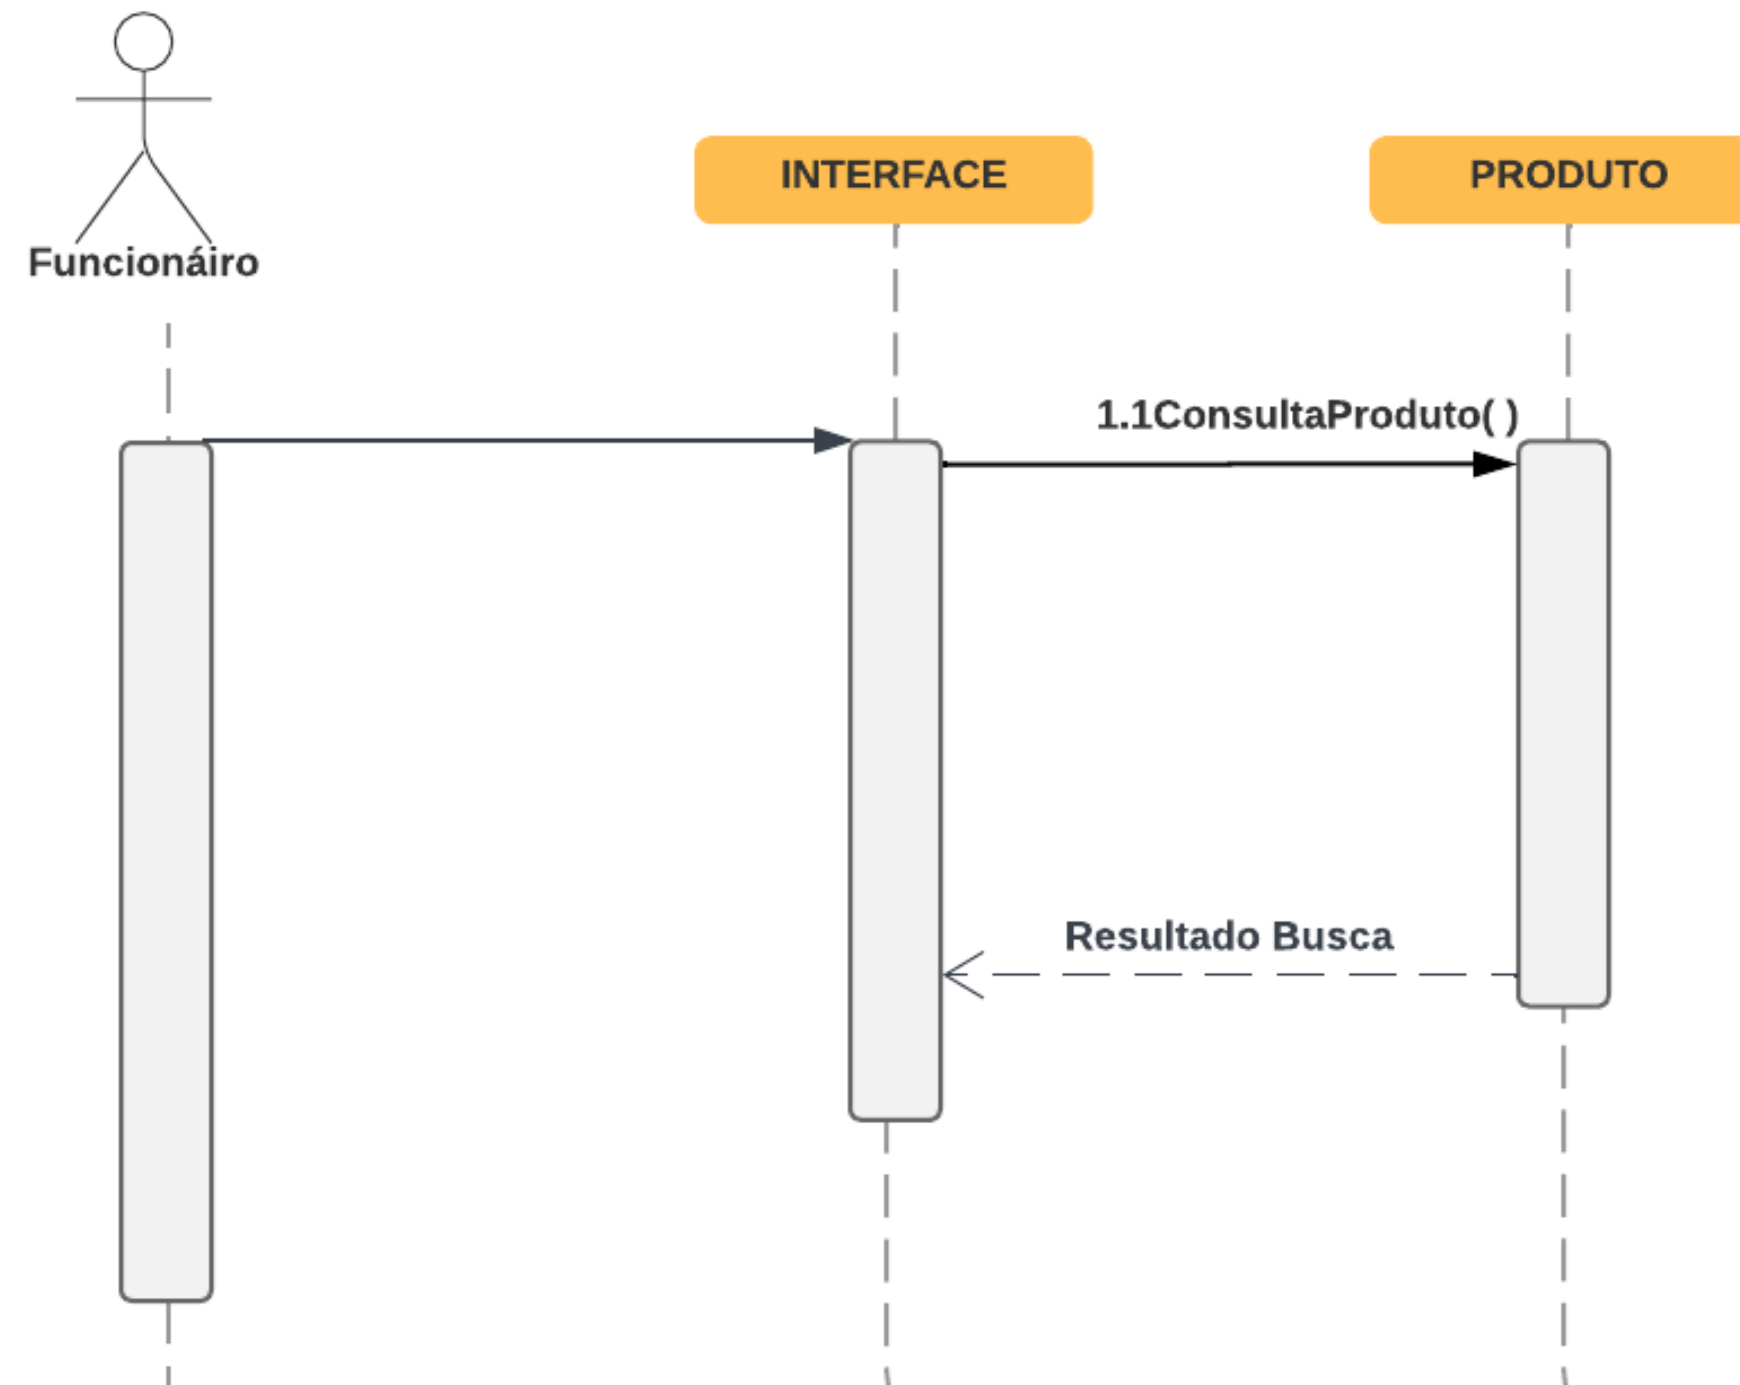 INTERFACE
PRODUTO
Funcionáiro
1.1ConsultaProduto( )
Resultado Busca